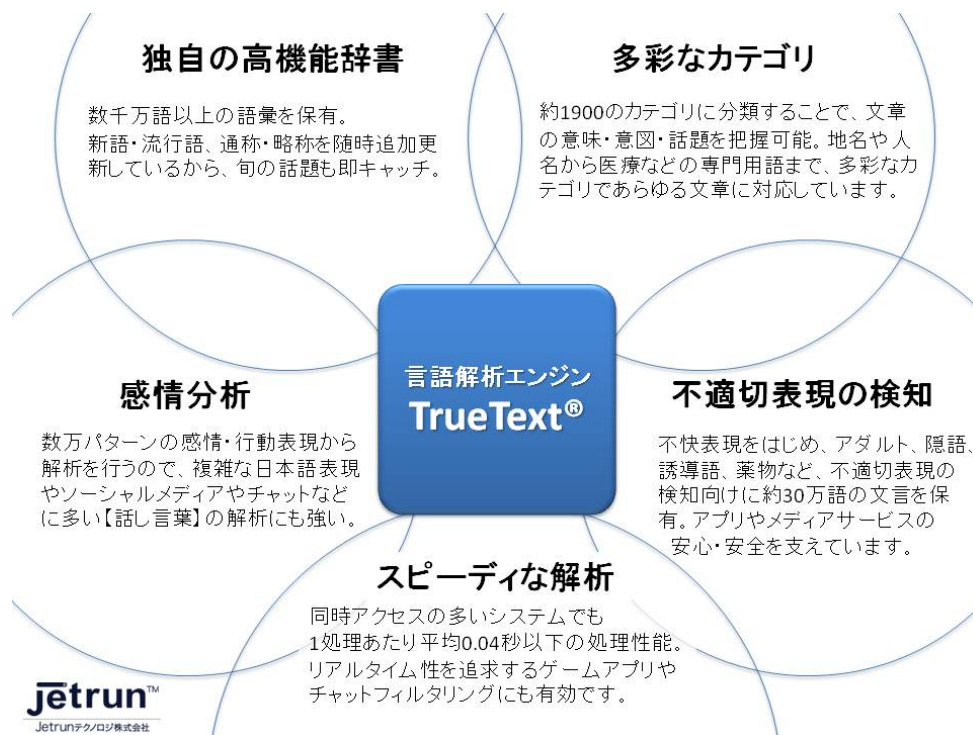 独自の高機能辞書
数千万語以上の語彙を保有。
新語・流行語、通称・略称を随時追加更
新しているから、旬の話題も即キャッチ。
多彩なカテゴリ
約1900のカテゴリに分類することで、文章
の意味・意図・話題を把握可能。地名や人
名から医療などの専門用語まで、多彩なカ
テゴリであらゆる文章に対応しています。
言語解析エンジン
TrueText®
感情分析
数万パターンの感情・行動表現から
解析を行うので、複雑な日本語表現
やソーシャルメディアやチャットなど
に多い【話し言葉】の解析にも強い。
不適切表現の検知
不快表現をはじめ、アダルト、隠語、
誘導語、薬物など、不適切表現の
検知向けに約30万語の文言を保
有。アプリやメディアサービスの
安心・安全を支えています。
スピーディな解析
同時アクセスの多いシステムでも
1処理あたり平均0.04秒以下の処理性能。
リアルタイム性を追求するゲームアプリや
チャットフィルタリングにも有効です。
jetrun™
Jetrunテクノロジ株式会社